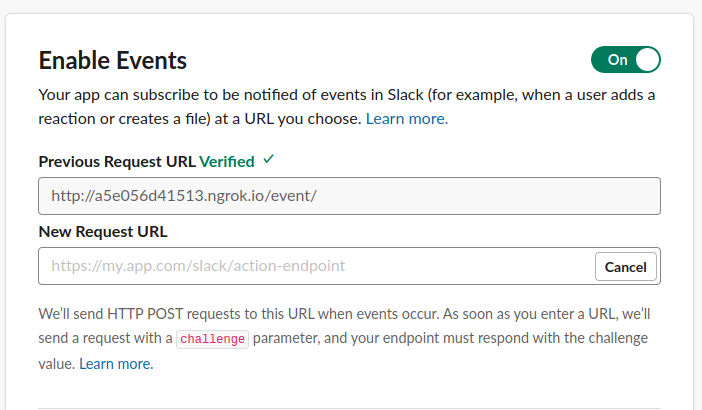 Enable Events
On
Your app can subscribe to be notified of events in Slack (for example, when a user adds a
reaction or creates a file) at a URL you choose. Learn more.
Previous Request URL Verified ✓
http://a5e056d41513.ngrok.io/event/
New Request URL
https://my.app.com/slack/action-endpoint
Cancel
We’ll send HTTP POST requests to this URL when events occur. As soon as you enter a URL, we’ll
send a request with a challenge parameter, and your endpoint must respond with the challenge
value. Learn more.